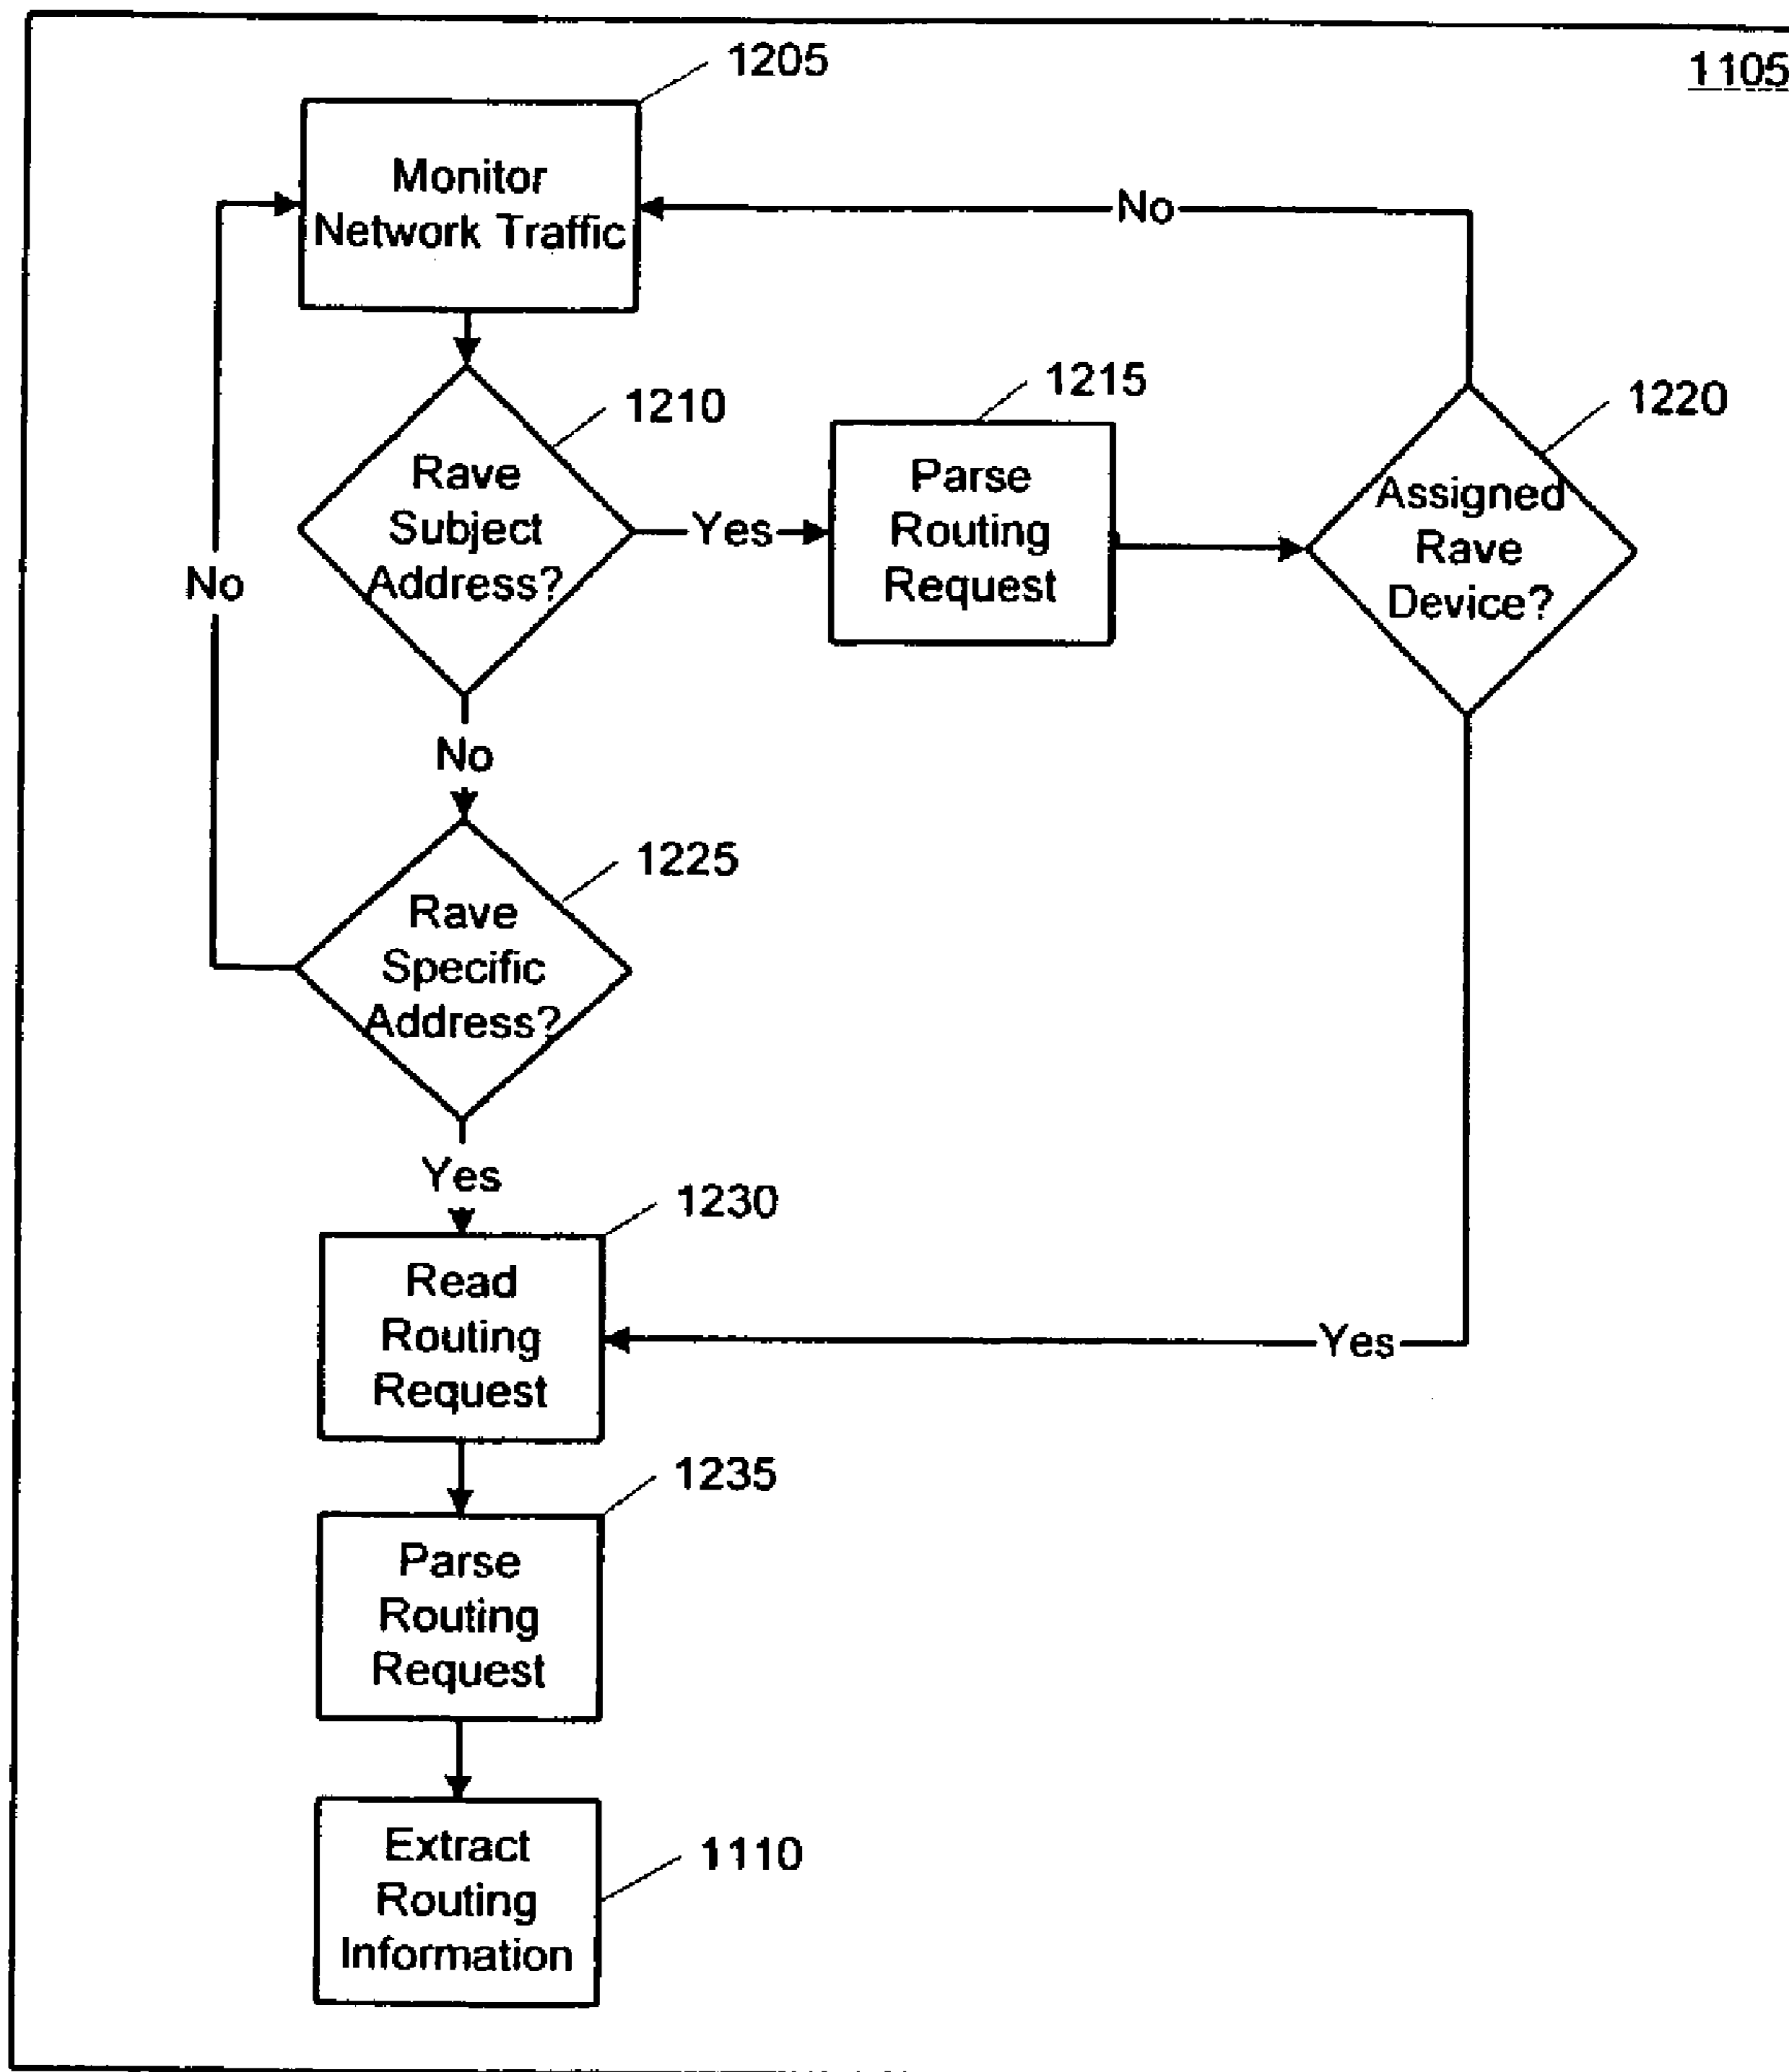 1105
1205
Monitor
Network Traffic
No
1210
Rave
Subject
Address?
Yes
1215
Parse
Routing
Request
1220
Assigned
Rave
Device?
No
No
1225
Rave
Specific
Address?
Yes
1230
Read
Routing
Request
Yes
1235
Parse
Routing
Request
1110
Extract
Routing
Information